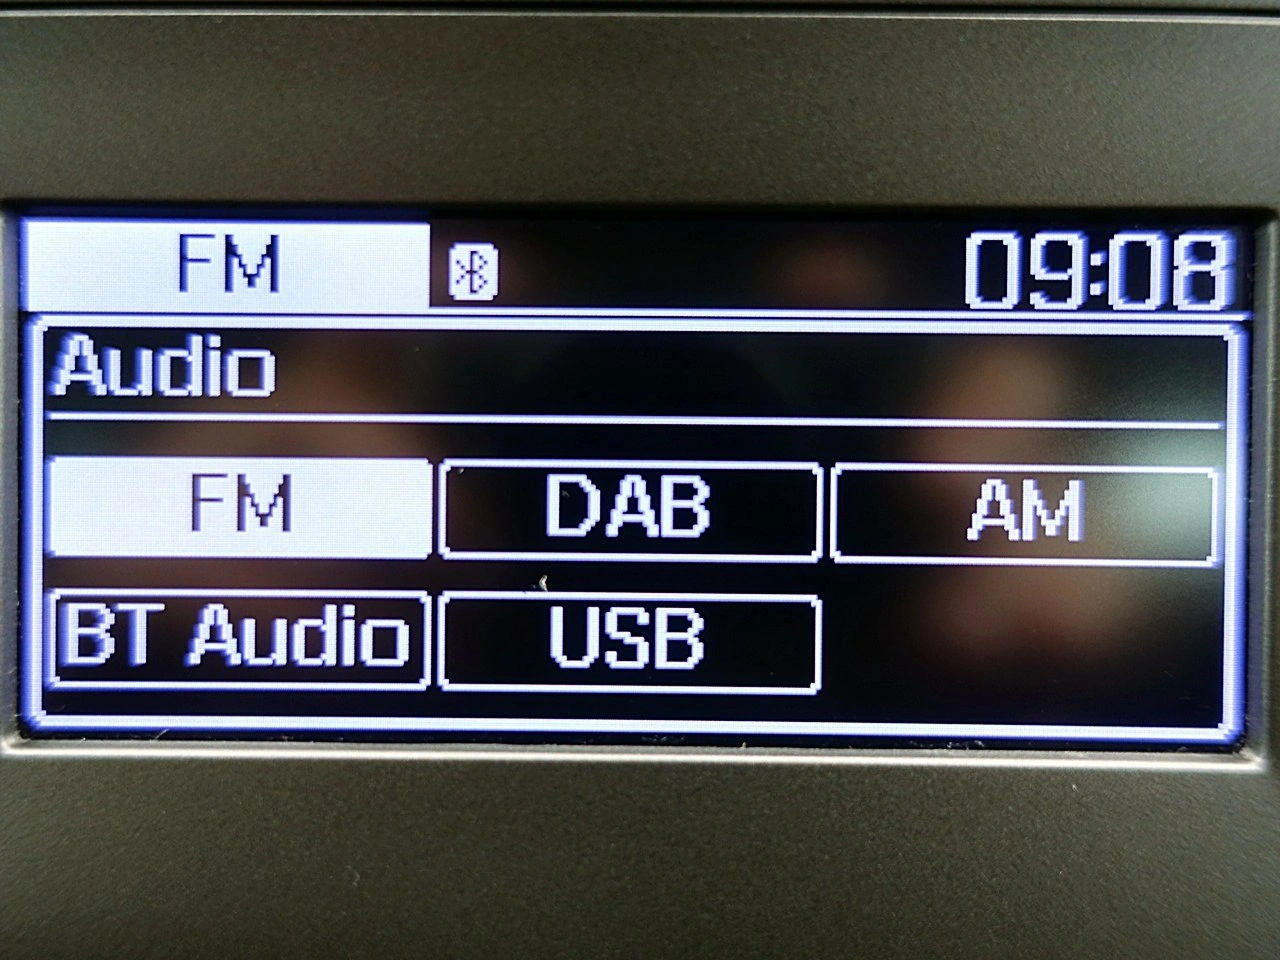 FM 09:08
Audio
FM DAB AM
BT Audio USB